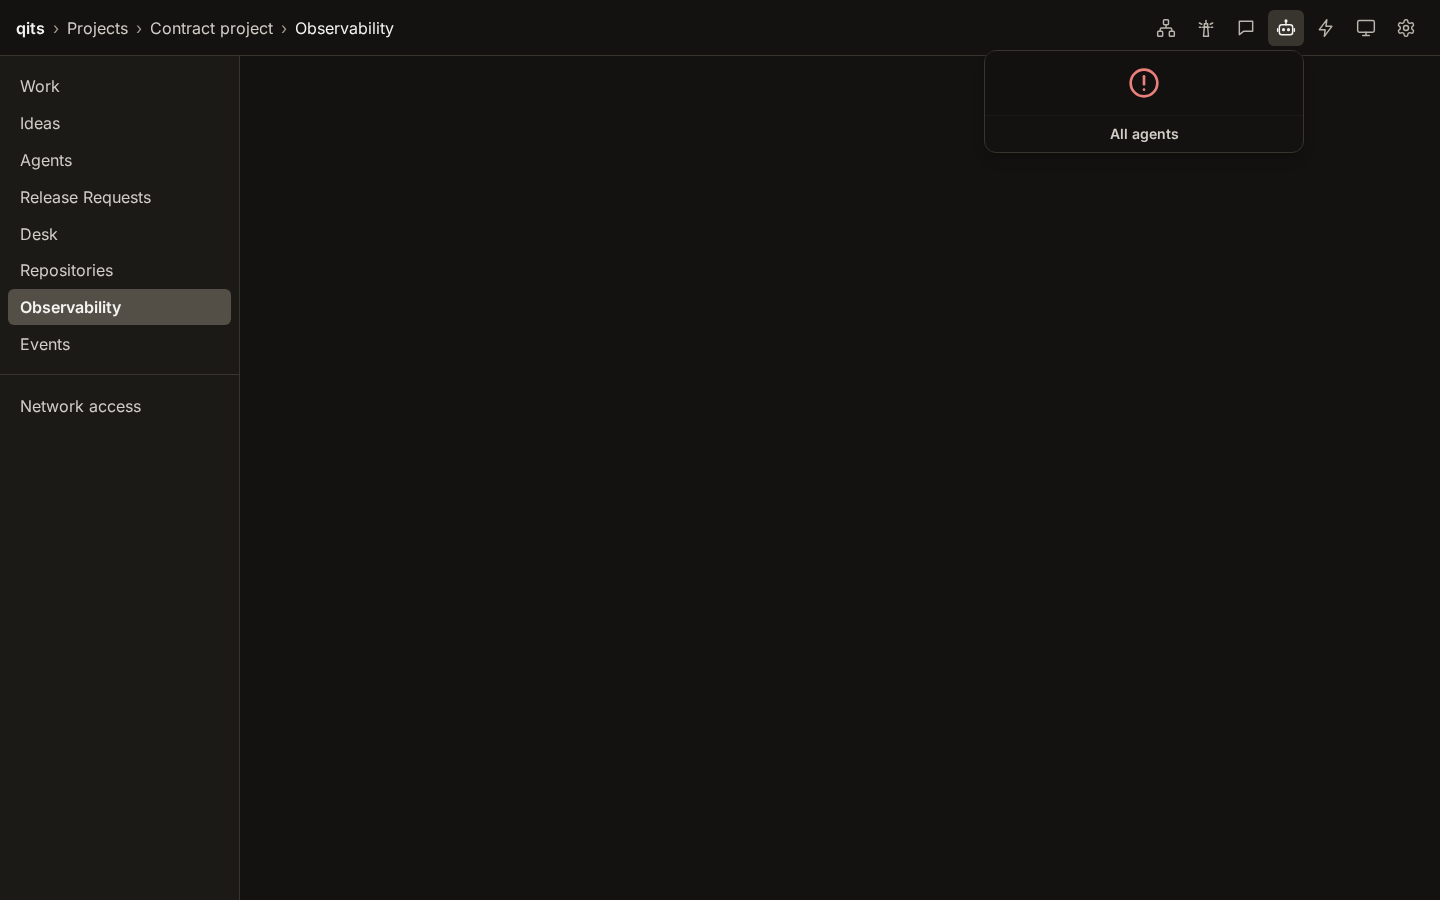 qits › Projects › Contract project › Observability
All agents
Work
Ideas
Agents
Release Requests
Desk
Repositories
Observability
Events
Network access